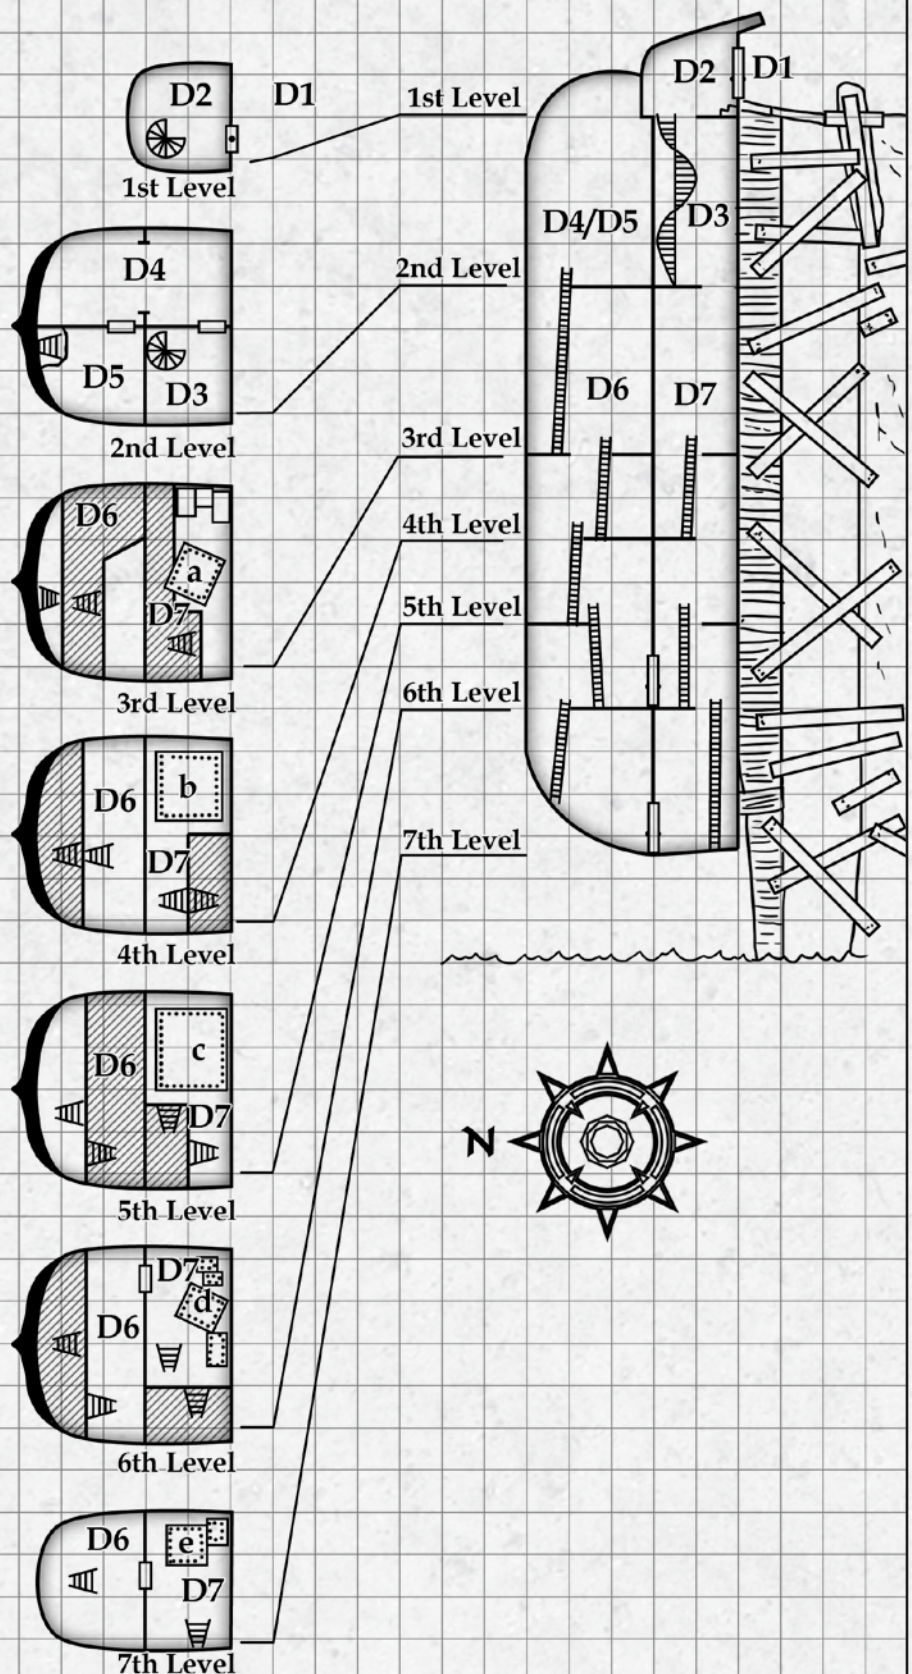 D2
D1
1st Level
D4
D5
D3
2nd Level
D6
a
D7
3rd Level
b
D6
D7
4th Level
c
D6
D7
5th Level
D7
d
D6
6th Level
D6
e
D7
7th Level
1st Level
2nd Level
3rd Level
4th Level
5th Level
6th Level
7th Level
D2
D1
D4/D5
D3
D6
D7
N